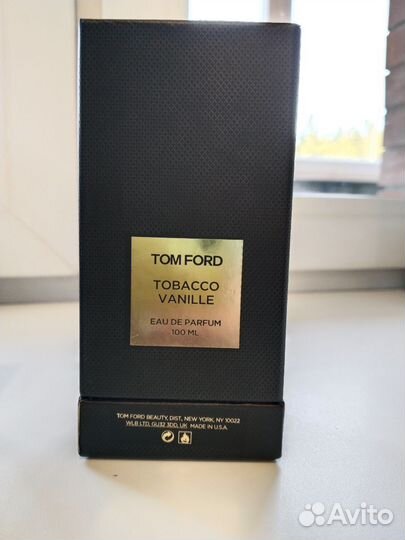 TOM FORD
TOBACCO
VANILLE
EAU DE PARFUM
100 ML
TOM FORD BEAUTY, DIST, NEW YORK, NY 10022
WLB LTD, GU32 3DD, UK MADE IN U.S.A.
Avito